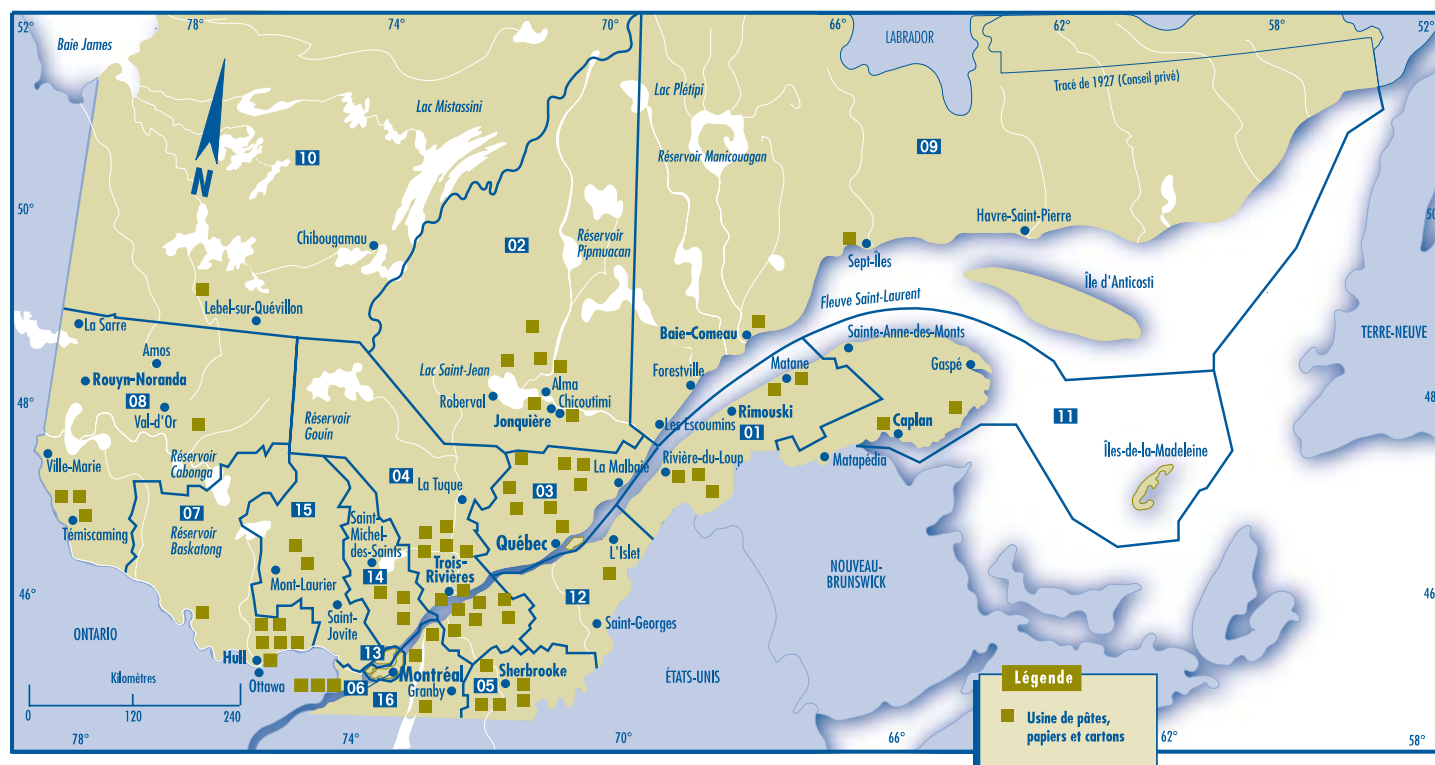 52°
78°
74°
70°
66°
62°
58°
52°
Baie James
LABRADOR
Tracé de 1927 (Conseil privé)
Lac Plétipi
Lac Mistassini
N
10
Réservoir Manicouagan
09
50°
Havre-Saint-Pierre
Chibougamau
02
Réservoir
Pipmuacan
Sept-Îles
Île d'Anticosti
Fleuve Saint-Laurent
Lebel-sur-Quévillon
La Sarre
Baie-Comeau
Sainte-Anne-des-Monts
TERRE-NEUVE
Amos
Rouyn-Noranda
08
Val-d'Or
Lac Saint-Jean
Alma
Roberval
Chicoutimi
Jonquière
Forestville
Matane
Gaspé
48°
48
Réservoir
Gouin
Les Escoumins
Rimouski
01
Caplan
11
Ville-Marie
Réservoir
Cabonga
04
La Malbaie
Rivière-du-Loup
Matapédia
Îles-de-la-Madeleine
La Tuque
03
07
15
Témiscaming
Réservoir
Baskatong
Saint-
Michel-
des-Saints
Québec
L'Islet
NOUVEAU-
BRUNSWICK
Mont-Laurier
14
Trois-
Rivières
12
46°
46°
Saint-
Jovite
Saint-Georges
ONTARIO
Hull
13
Montréal
Sherbrooke
ÉTATS-UNIS
Ottawa
06
16
Granby
05
Kilomètres
0
120
240
Légende
Usine de pâtes,
papiers et cartons
78°
74°
70°
66°
62°
58°